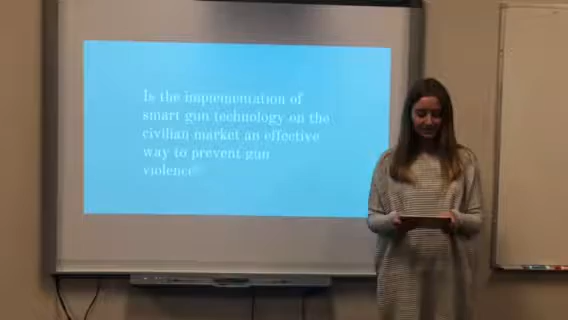 Is the implementation of
smart gun technology on the
civilian market an effective
way to prevent gun
violence